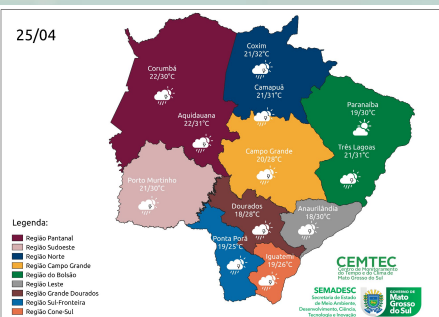 25/04
Coxim
21/32°C
Corumbá
22/30°C
Camapuã
21/31°C
Paranaíba
19/30°C
Aquidauana
22/31°C
Três Lagoas
21/31°C
Campo Grande
20/28°C
Porto Murtinho
21/30°C
Dourados
18/28°C
Anaurilândia
18/30°C
Ponta Porã
19/25°C
Iguatemi
19/26°C
Legenda:
Região Pantanal
Região Sudoeste
Região Norte
Região Campo Grande
Região do Bolsão
Região Leste
Região Grande Dourados
Região Sul-Fronteira
Região Cone-Sul
CEMTEC
Centro de Monitoramento
do Tempo e do Clima de
Mato Grosso do Sul
SEMADESC
Secretaria de Estado
de Meio Ambiente,
Desenvolvimento, Ciência,
Tecnologia e Inovação
GOVERNO DE
Mato
Grosso
do Sul